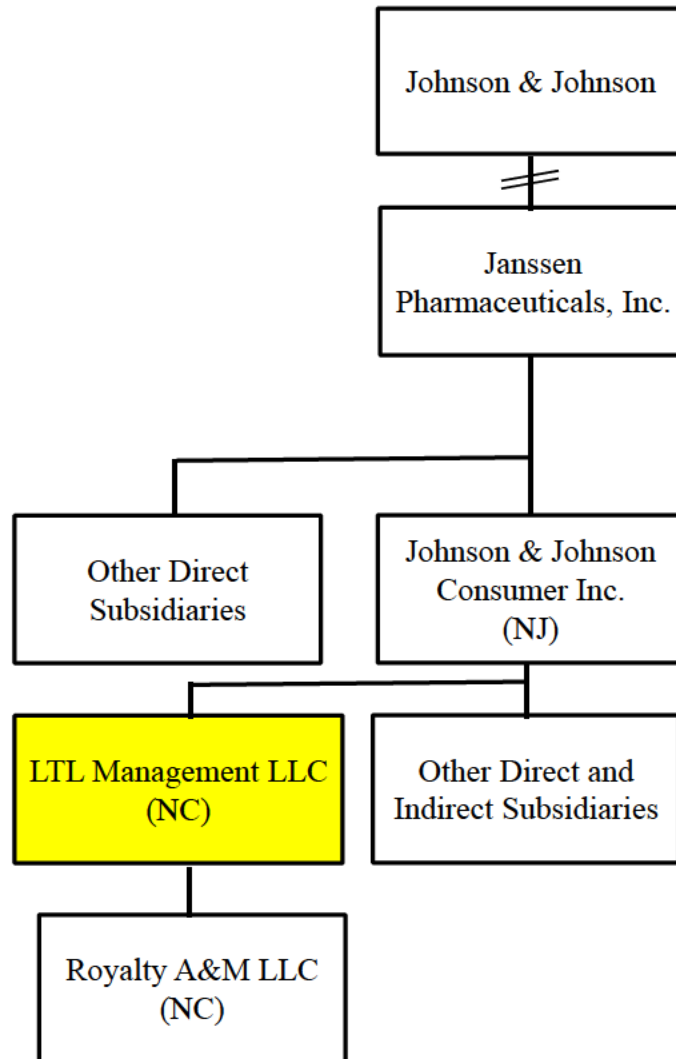 Johnson & Johnson
Janssen
Pharmaceuticals, Inc.
Other Direct
Subsidiaries
Johnson & Johnson
Consumer Inc.
(NJ)
LTL Management LLC
(NC)
Other Direct and
Indirect Subsidiaries
Royalty A&M LLC
(NC)